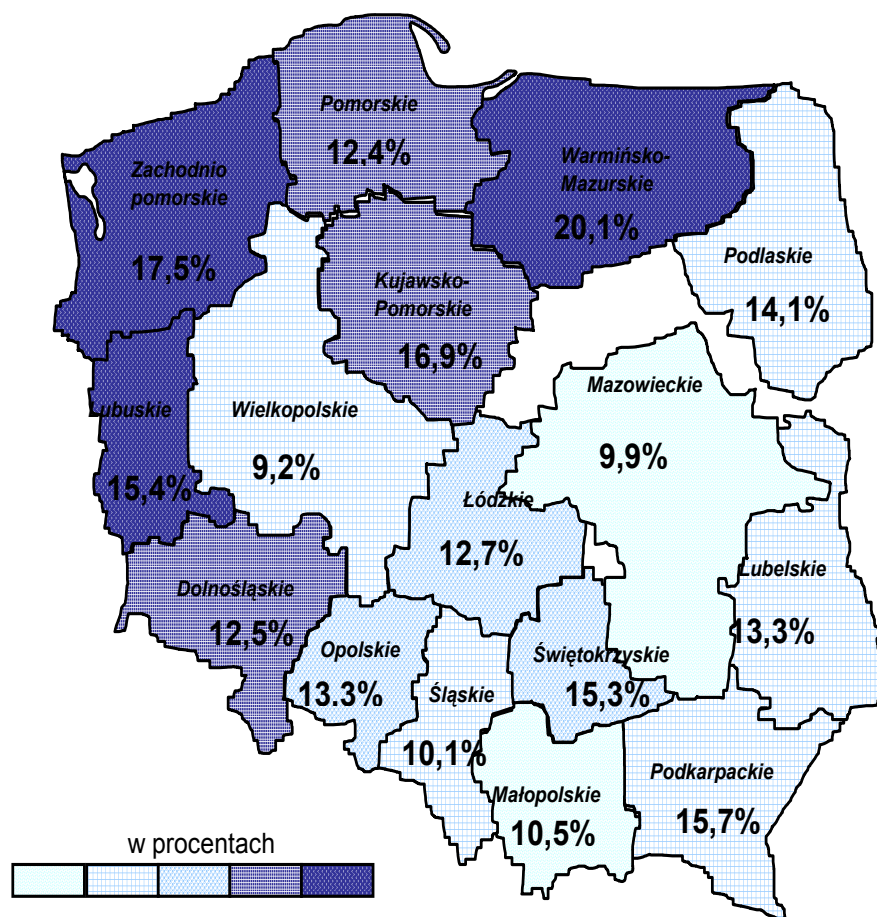 Pomorskie
12,4%
Zachodnio
pomorskie
17,5%
Warmińsko-
Mazurskie
20,1%
Podlaskie
14,1%
Kujawsko-
Pomorskie
16,9%
Mazowieckie
9,9%
Lubuskie
15,4%
Wielkopolskie
9,2%
Łódzkie
12,7%
Lubelskie
13,3%
Dolnośląskie
12,5%
Opolskie
13.3%
Śląskie
10,1%
Świętokrzyskie
15,3%
Małopolskie
10,5%
Podkarpackie
15,7%
w procentach